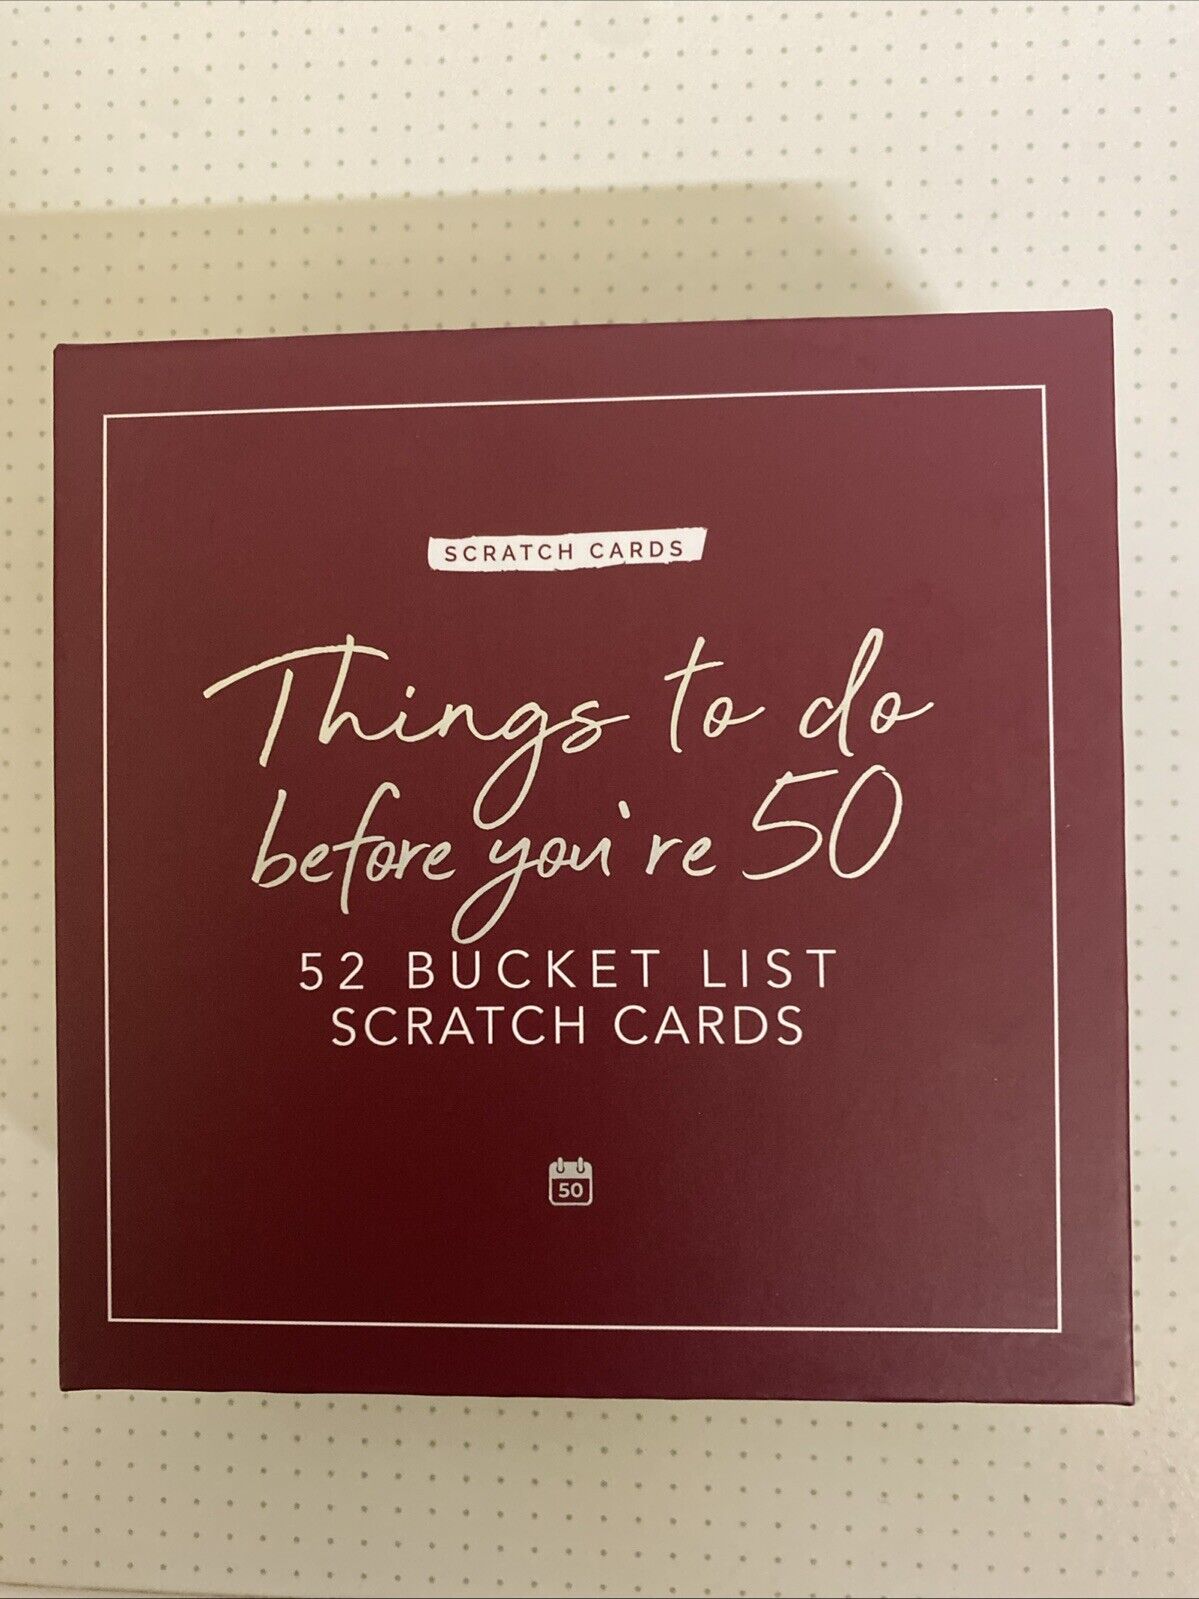 SCRATCH CARDS
Things to do
before you're 50
52 BUCKET LIST
SCRATCH CARDS
50